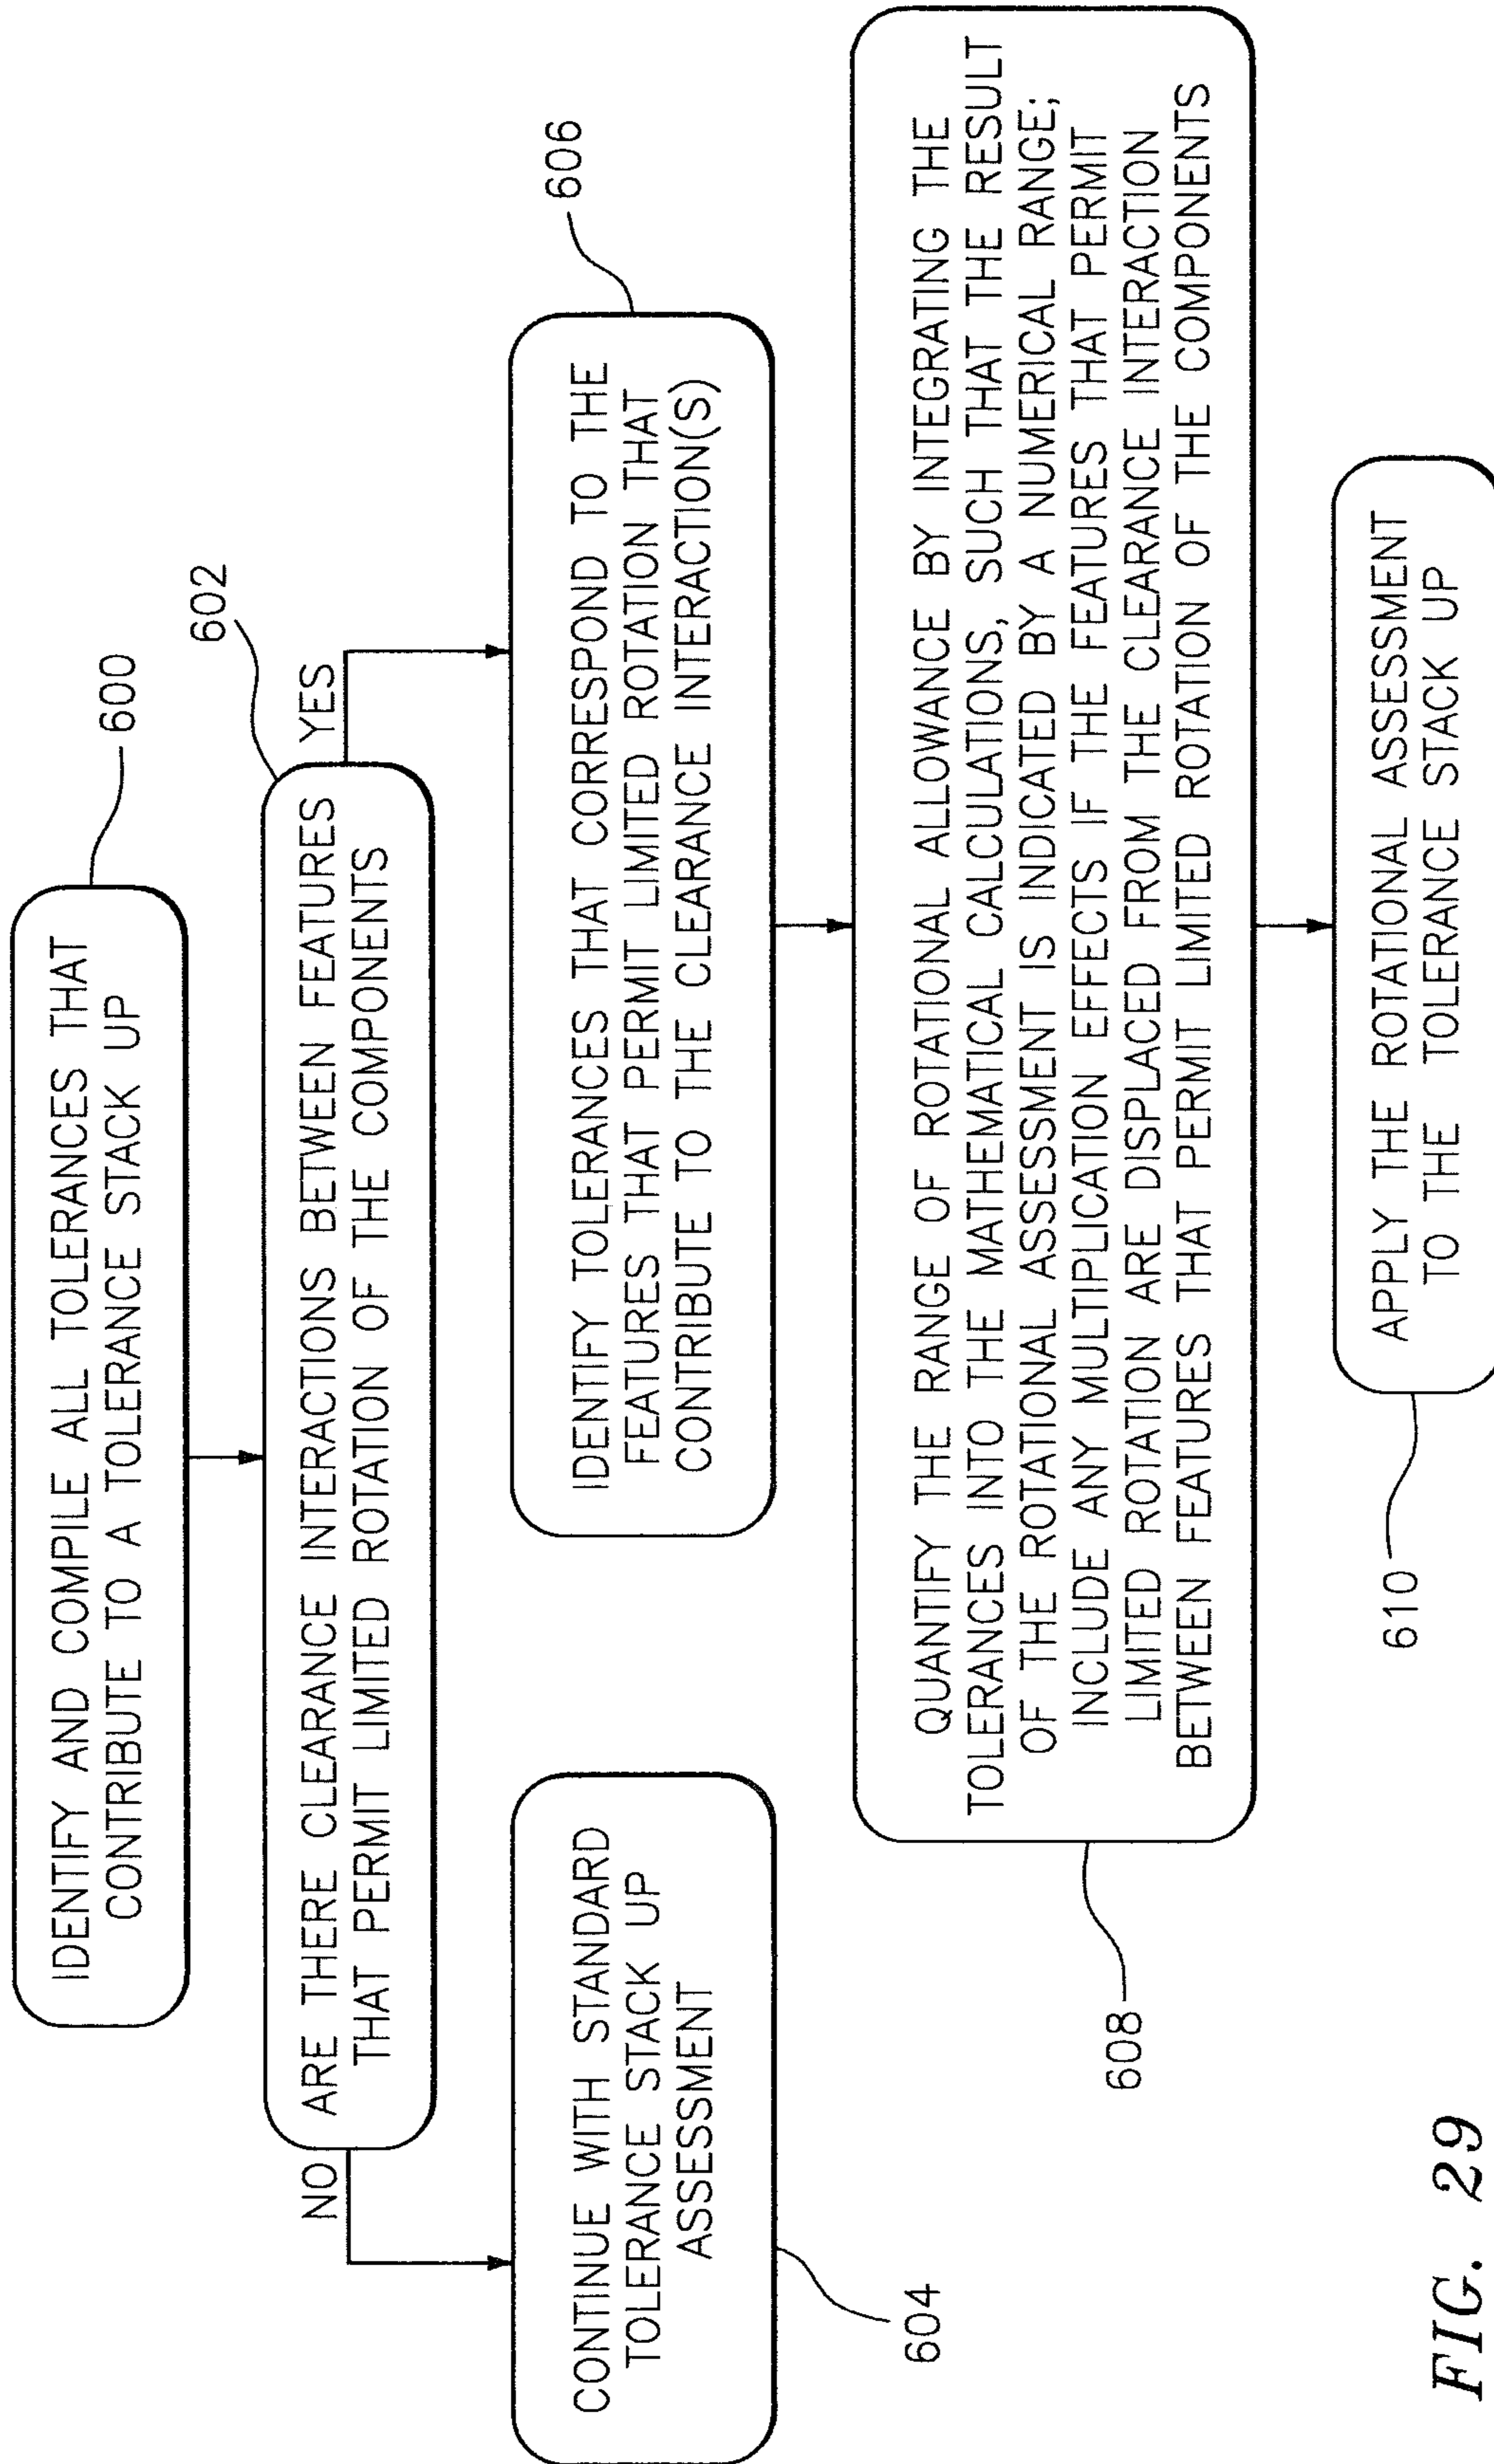 600
IDENTIFY AND COMPILE ALL TOLERANCES THAT
CONTRIBUTE TO A TOLERANCE STACK UP
602
NO
ARE THERE CLEARANCE INTERACTIONS BETWEEN FEATURES
THAT PERMIT LIMITED ROTATION OF THE COMPONENTS
YES
CONTINUE WITH STANDARD
TOLERANCE STACK UP
ASSESSMENT
604
606
IDENTIFY TOLERANCES THAT CORRESPOND TO THE
FEATURES THAT PERMIT LIMITED ROTATION THAT
CONTRIBUTE TO THE CLEARANCE INTERACTION(S)
608
QUANTIFY THE RANGE OF ROTATIONAL ALLOWANCE BY INTEGRATING THE
TOLERANCES INTO THE MATHEMATICAL CALCULATIONS, SUCH THAT THE RESULT
OF THE ROTATIONAL ASSESSMENT IS INDICATED BY A NUMERICAL RANGE;
INCLUDE ANY MULTIPLICATION EFFECTS IF THE FEATURES THAT PERMIT
LIMITED ROTATION ARE DISPLACED FROM THE CLEARANCE INTERACTION
BETWEEN FEATURES THAT PERMIT LIMITED ROTATION OF THE COMPONENTS
610
APPLY THE ROTATIONAL ASSESSMENT
TO THE TOLERANCE STACK UP
FIG. 29